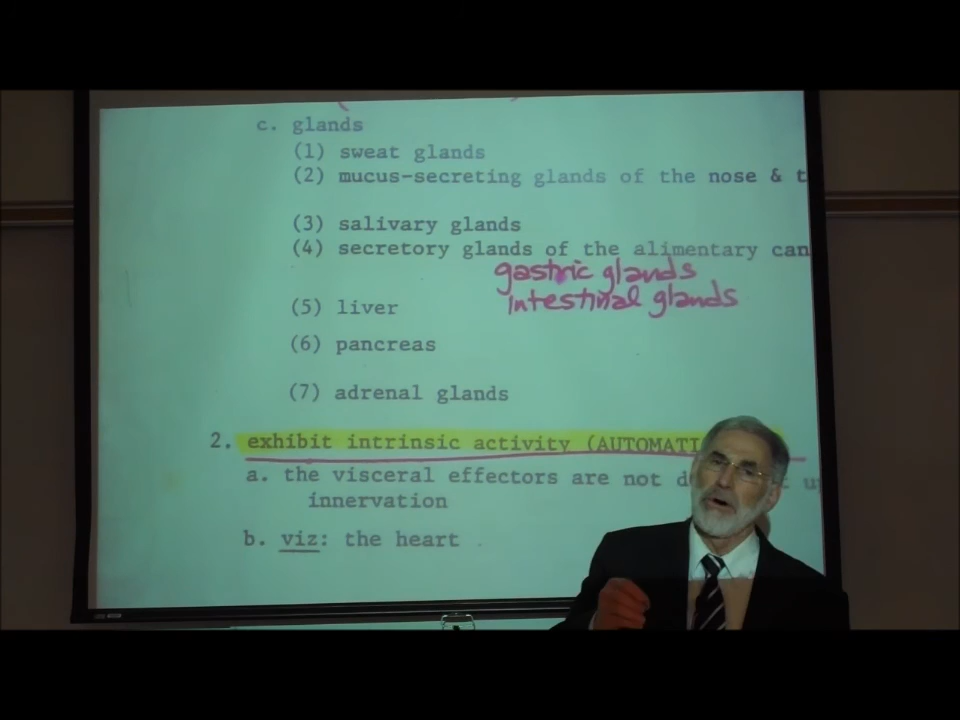 c. glands
(1) sweat glands
(2) mucus-secreting glands of the nose & t
(3) salivary glands
(4) secretory glands of the alimentary can
gastric glands
intestinal glands
(5) liver
(6) pancreas
(7) adrenal glands
2. exhibit intrinsic activity (AUTOMATI
a. the visceral effectors are not
innervation
b. viz: the heart